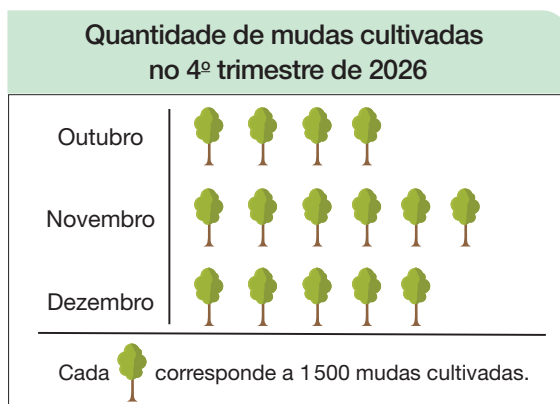 Quantidade de mudas cultivadas
no 4º trimestre de 2026
Outubro
Novembro
Dezembro
Cada corresponde a 1 500 mudas cultivadas.